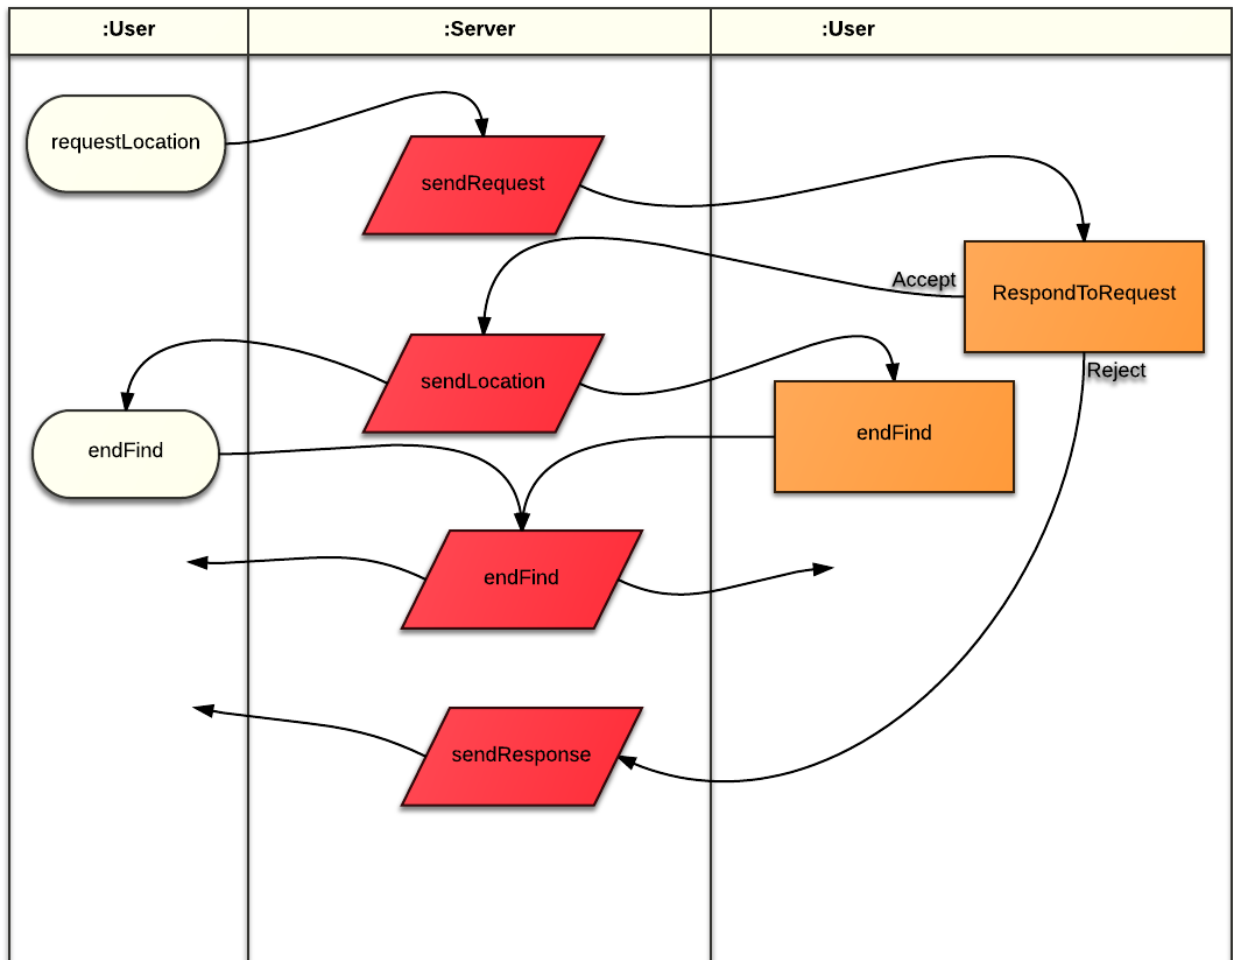 :User
:Server
:User
requestLocation
sendRequest
Accept
RespondToRequest
Reject
sendLocation
endFind
endFind
endFind
sendResponse